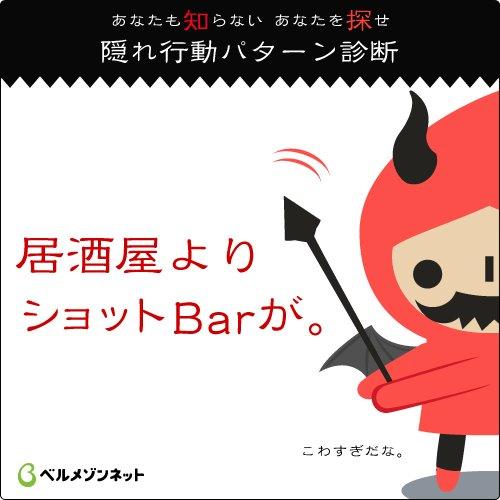 あなたも知らない あなたを探せ
隠れ行動パターン診断
居酒屋より
ショットBarが。
こわすぎだな。
ベルメゾンネット